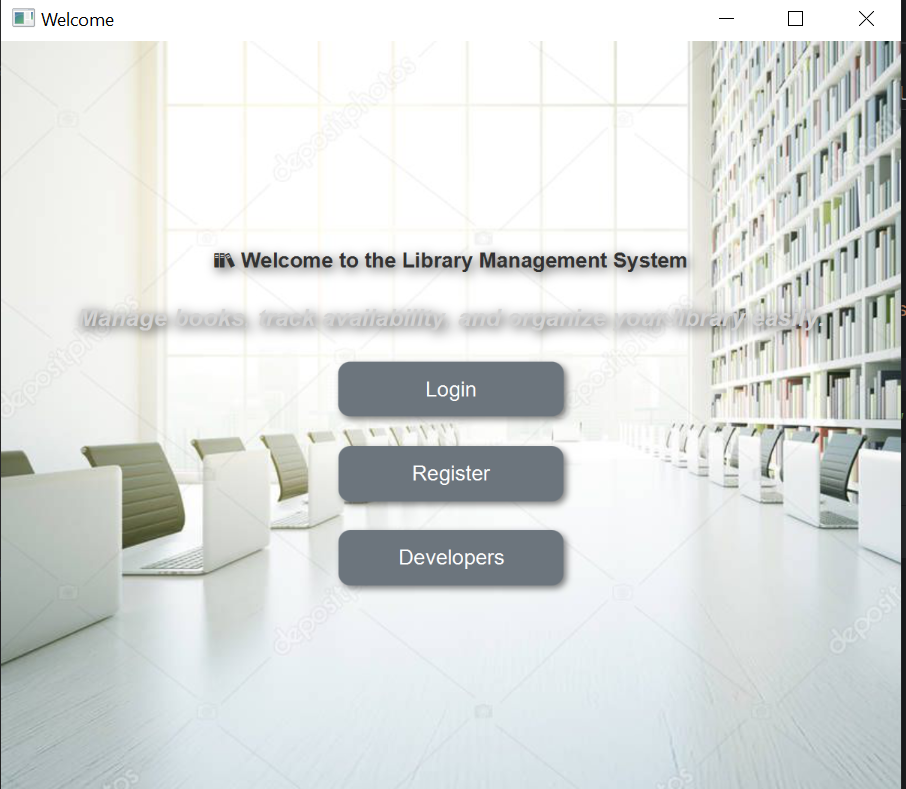 Welcome
depositphotos
📚 Welcome to the Library Management System
Manage books, track availability, and organize your library easily.
Login
Register
Developers
depositphotos